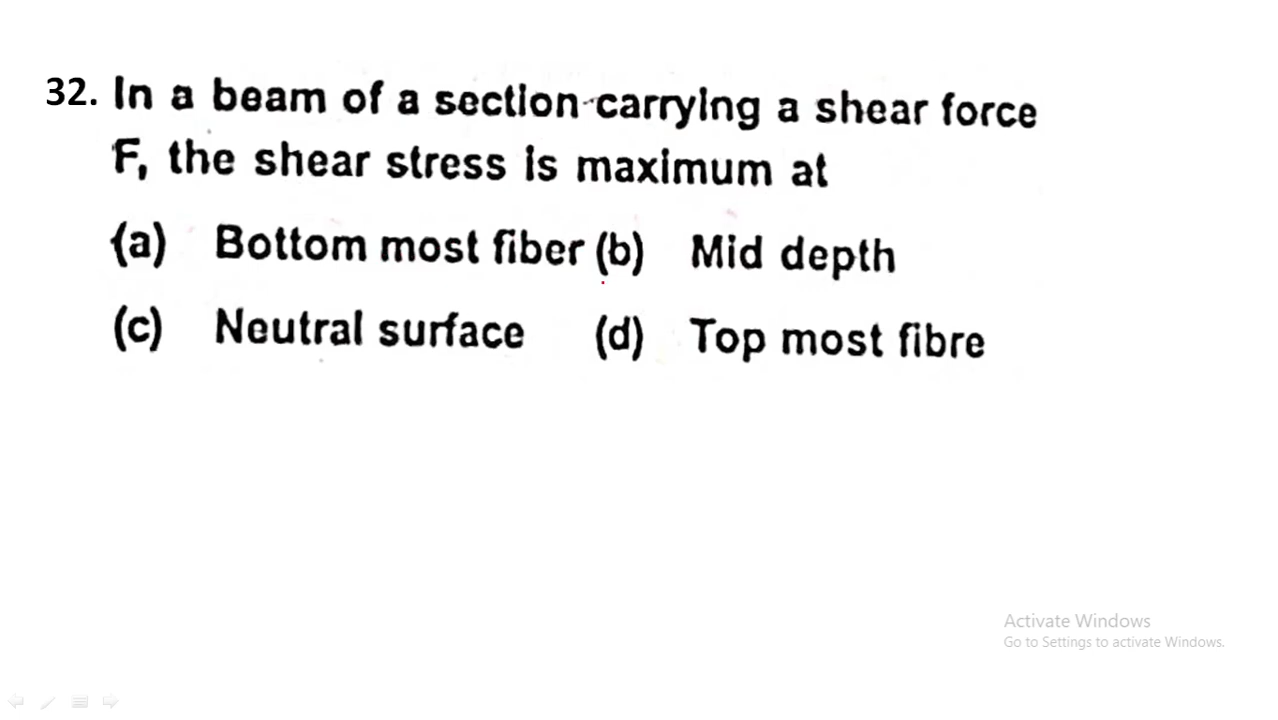 32. In a beam of a section carrying a shear force
F, the shear stress is maximum at
(a) Bottom most fiber (b) Mid depth
(c) Neutral surface (d) Top most fibre
Activate Windows
Go to Settings to activate Windows.